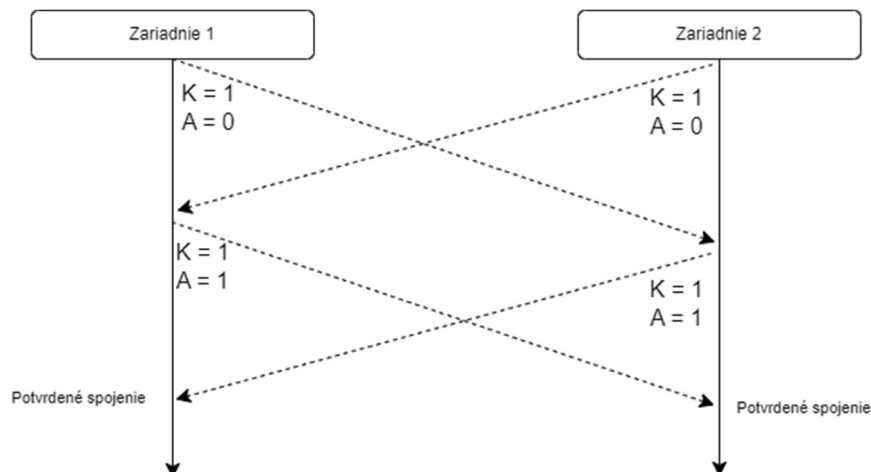 Zariadnie 1
Zariadnie 2
K = 1
A = 0
K = 1
A = 0
K = 1
A = 1
K = 1
A = 1
Potvrdené spojenie
Potvrdené spojenie